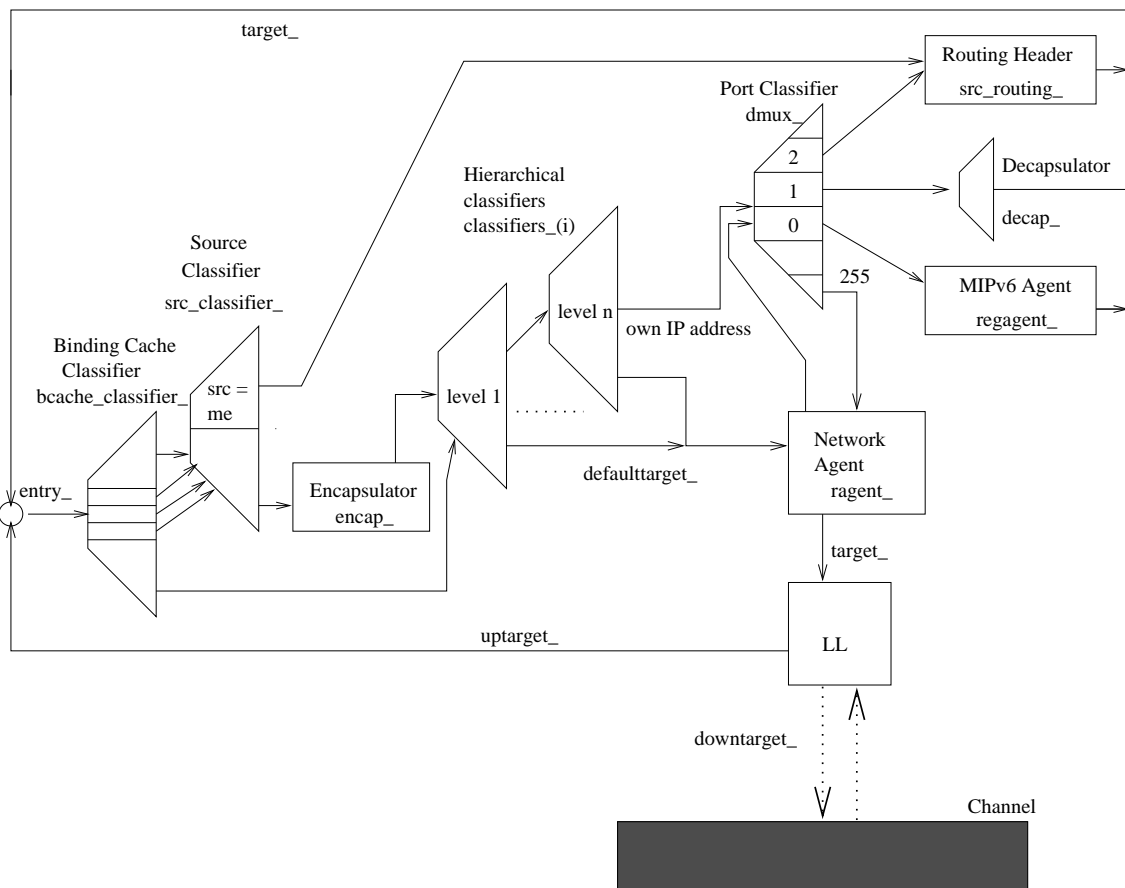 target_
Routing Header
src_routing_
Port Classifier
dmux_
2
1
0
255
Decapsulator
decap_
MIPv6 Agent
regagent_
Hierarchical
classifiers
classifiers_(i)
level n
own IP address
level 1
defaulttarget_
Source
Classifier
src_classifier_
src =
me
Binding Cache
Classifier
bcache_classifier_
entry_
Encapsulator
encap_
Network
Agent
ragent_
target_
uptarget_
LL
downtarget_
Channel